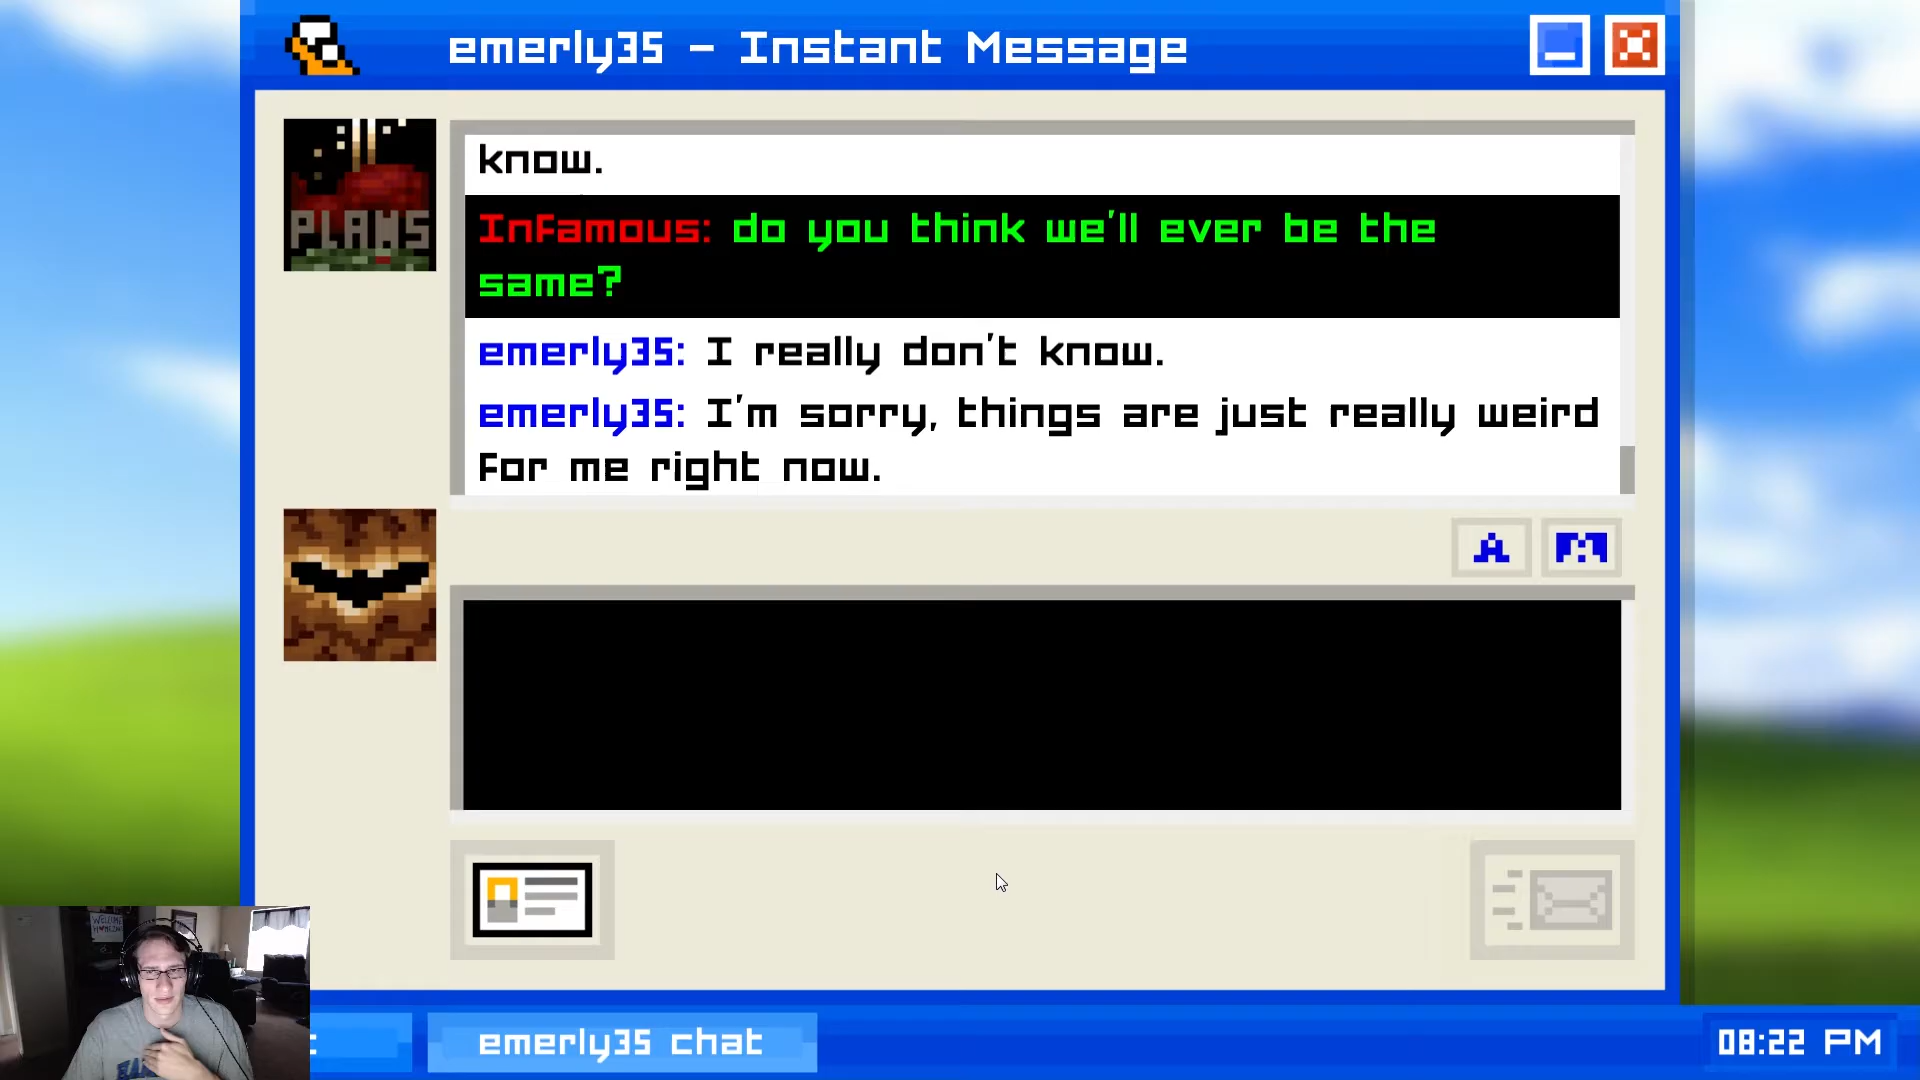 emerly35 - Instant Message
PLANS
know.
InFamous: do you think we'll ever be the
same?
emerly35: I really don't know.
emerly35: I'm sorry, things are just really weird
for me right now.
A
WELCOME
emerly35 chat
08:22 PM